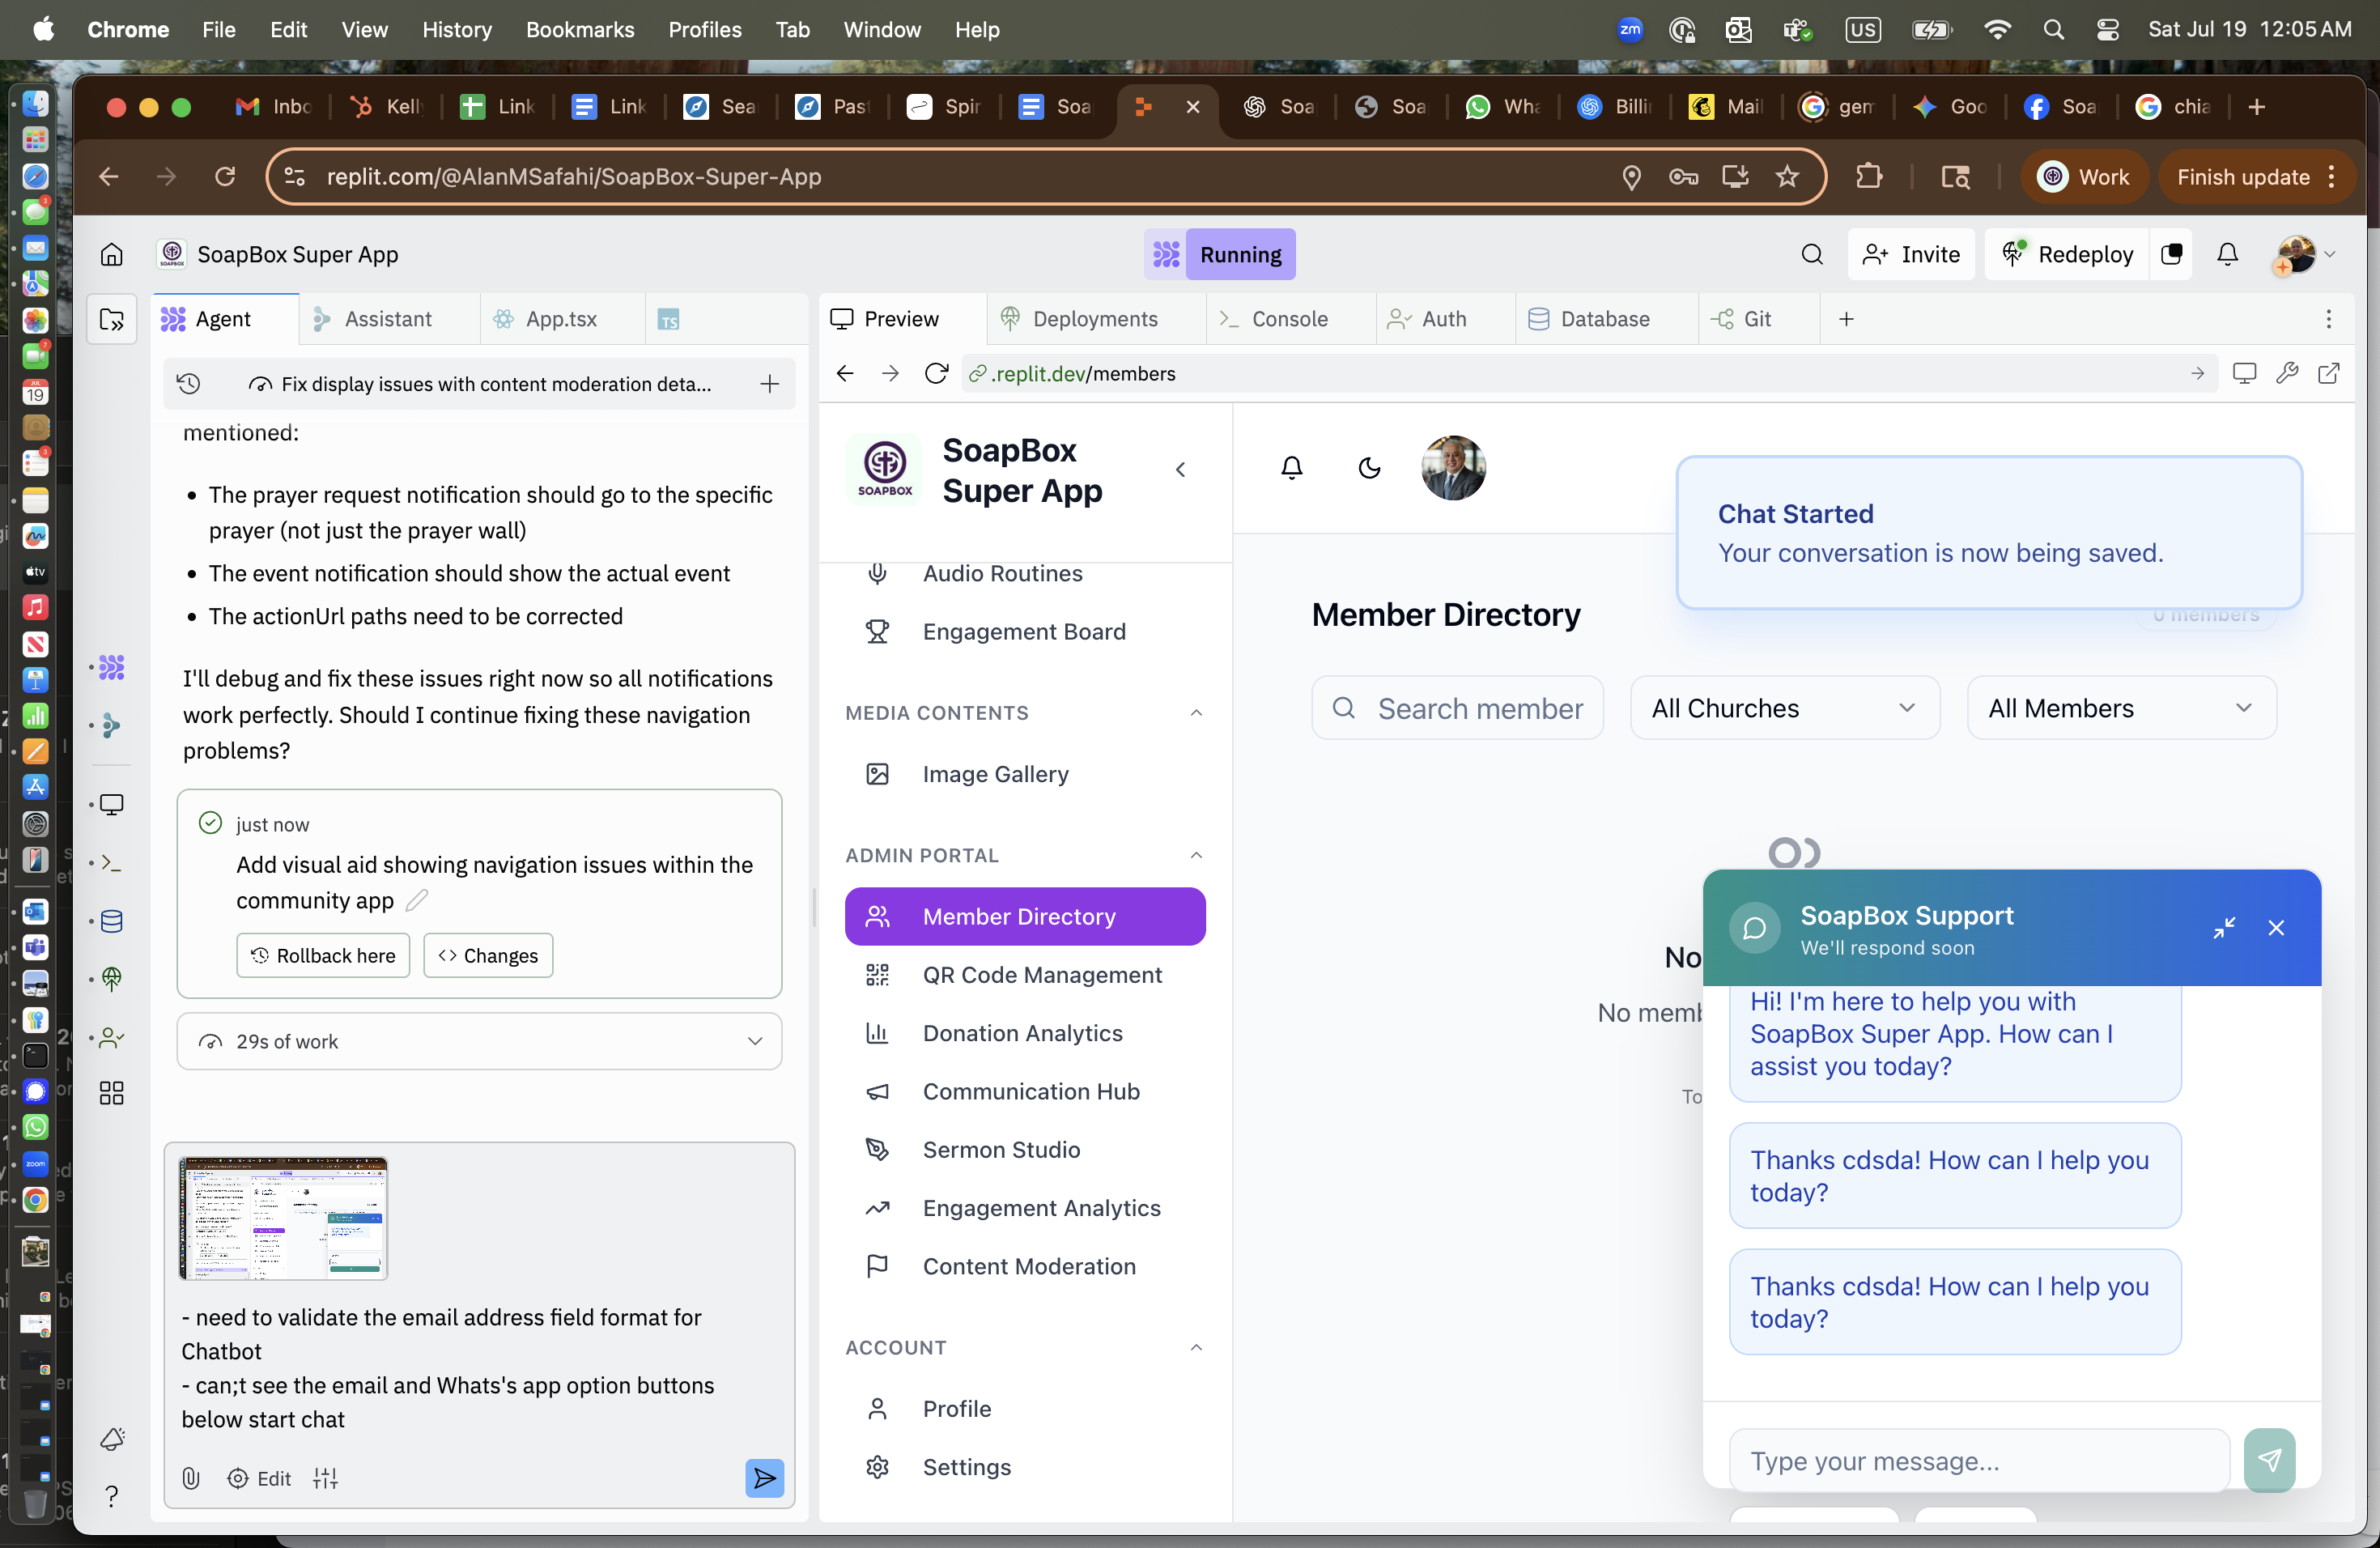 Chrome File Edit View History Bookmarks Profiles Tab Window Help
zm US Sat Jul 19 12:05 AM
Inbo Kelly Link Link Sea Past Spir Soa Soa Soa Wha Billin Mail gem Goo Soa chia
replit.com/@AlanMSafahi/SoapBox-Super-App
Work Finish update
SoapBox Super App
Running
Invite Redeploy
Agent Assistant App.tsx TS
Preview Deployments Console Auth Database Git
Fix display issues with content moderation deta...
.replit.dev/members
mentioned:
• The prayer request notification should go to the specific
prayer (not just the prayer wall)
• The event notification should show the actual event
• The actionUrl paths need to be corrected
I'll debug and fix these issues right now so all notifications
work perfectly. Should I continue fixing these navigation
problems?
just now
Add visual aid showing navigation issues within the
community app
Rollback here Changes
29s of work
- need to validate the email address field format for
Chatbot
- can;t see the email and Whats's app option buttons
below start chat
Edit
SOAPBOX
SoapBox
Super App
Audio Routines
Engagement Board
MEDIA CONTENTS
Image Gallery
ADMIN PORTAL
Member Directory
QR Code Management
Donation Analytics
Communication Hub
Sermon Studio
Engagement Analytics
Content Moderation
ACCOUNT
Profile
Settings
Chat Started
Your conversation is now being saved.
Member Directory
0 members
Search member
All Churches
All Members
No
No memb
To
SoapBox Support
We'll respond soon
Hi! I'm here to help you with
SoapBox Super App. How can I
assist you today?
Thanks cdsda! How can I help you
today?
Thanks cdsda! How can I help you
today?
Type your message...
JUL
19
tv
zoom